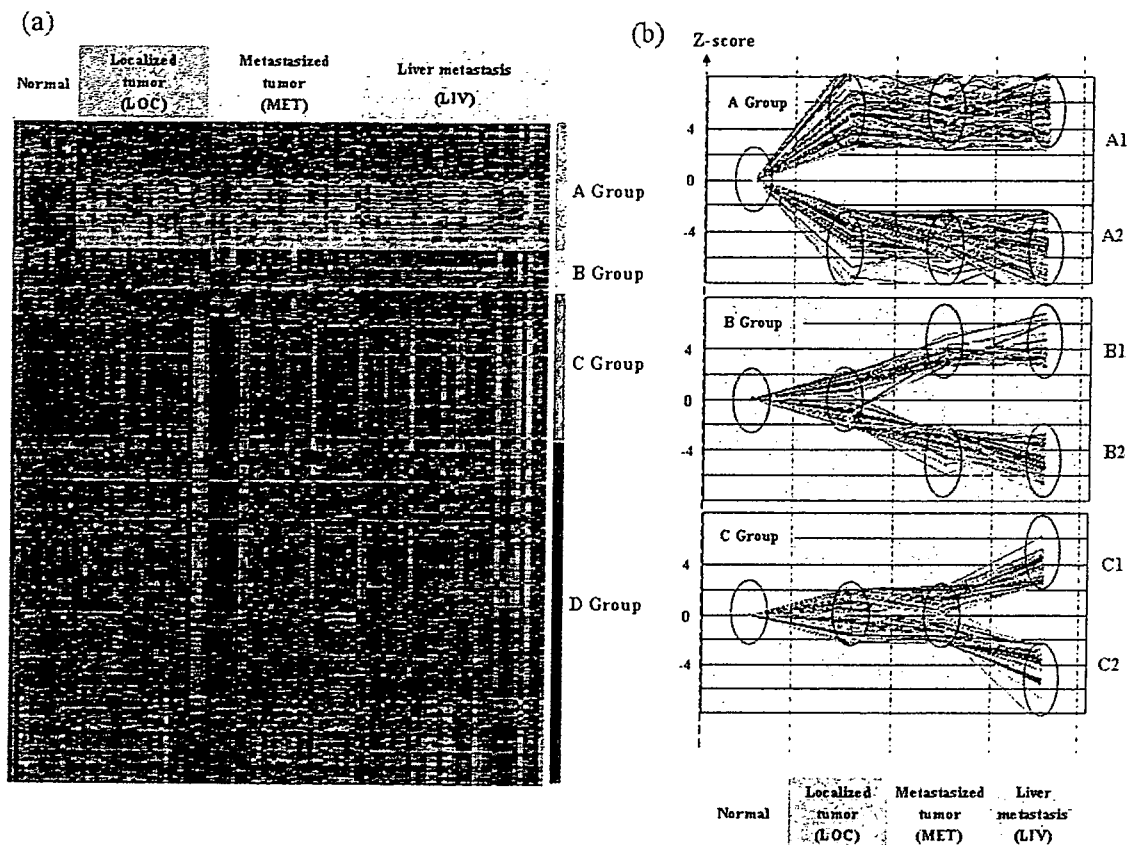 (a)
Normal
Localized
tumor
(LOC)
Metastasized
tumor
(MET)
Liver metastasis
(LIV)
A Group
B Group
C Group
D Group
(b)
Z-score
A Group
4
0
-4
A1
A2
B Group
4
0
-4
B1
B2
C Group
4
0
-4
C1
C2
Normal
Localized
tumor
(LOC)
Metastasized
tumor
(MET)
Liver
metastasis
(LIV)